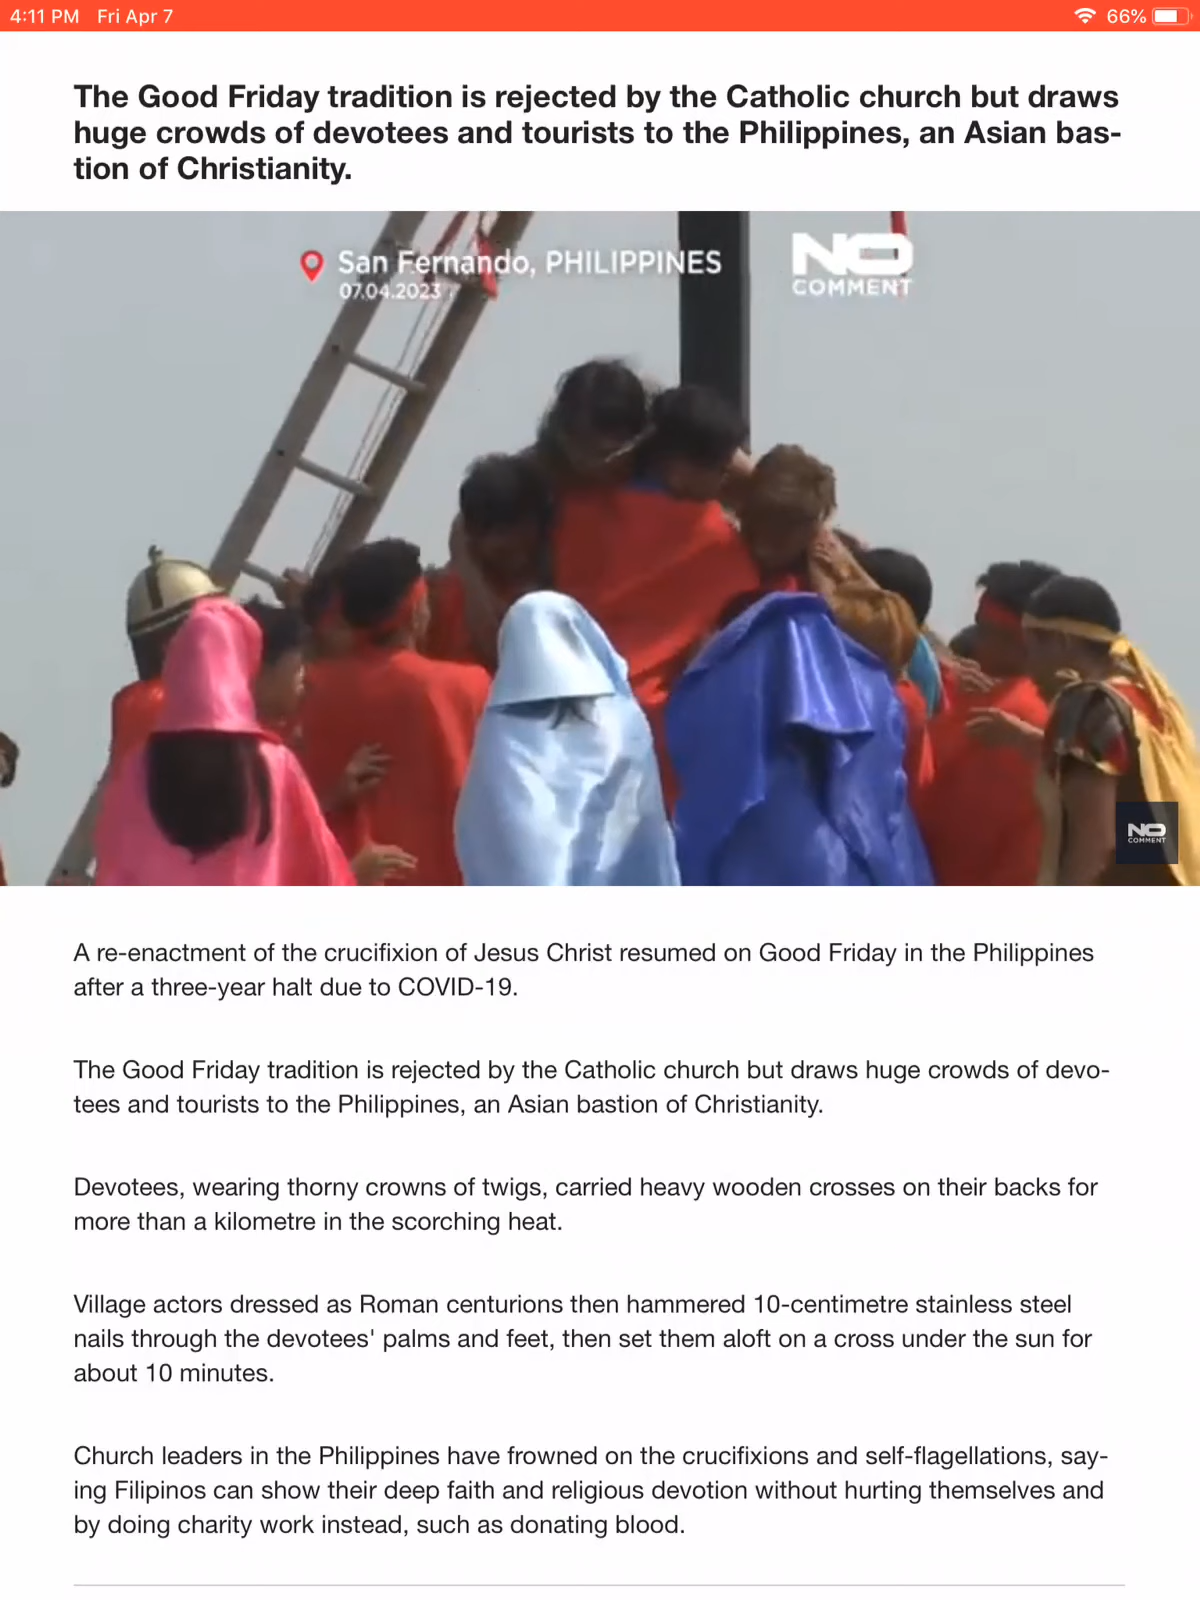 4:11 PM Fri Apr 7
66%
The Good Friday tradition is rejected by the Catholic church but draws
huge crowds of devotees and tourists to the Philippines, an Asian bas-
tion of Christianity.
San Fernando, PHILIPPINES
07.04.2023
NO
COMMENT
NO
COMMENT
A re-enactment of the crucifixion of Jesus Christ resumed on Good Friday in the Philippines
after a three-year halt due to COVID-19.
The Good Friday tradition is rejected by the Catholic church but draws huge crowds of devo-
tees and tourists to the Philippines, an Asian bastion of Christianity.
Devotees, wearing thorny crowns of twigs, carried heavy wooden crosses on their backs for
more than a kilometre in the scorching heat.
Village actors dressed as Roman centurions then hammered 10-centimetre stainless steel
nails through the devotees' palms and feet, then set them aloft on a cross under the sun for
about 10 minutes.
Church leaders in the Philippines have frowned on the crucifixions and self-flagellations, say-
ing Filipinos can show their deep faith and religious devotion without hurting themselves and
by doing charity work instead, such as donating blood.